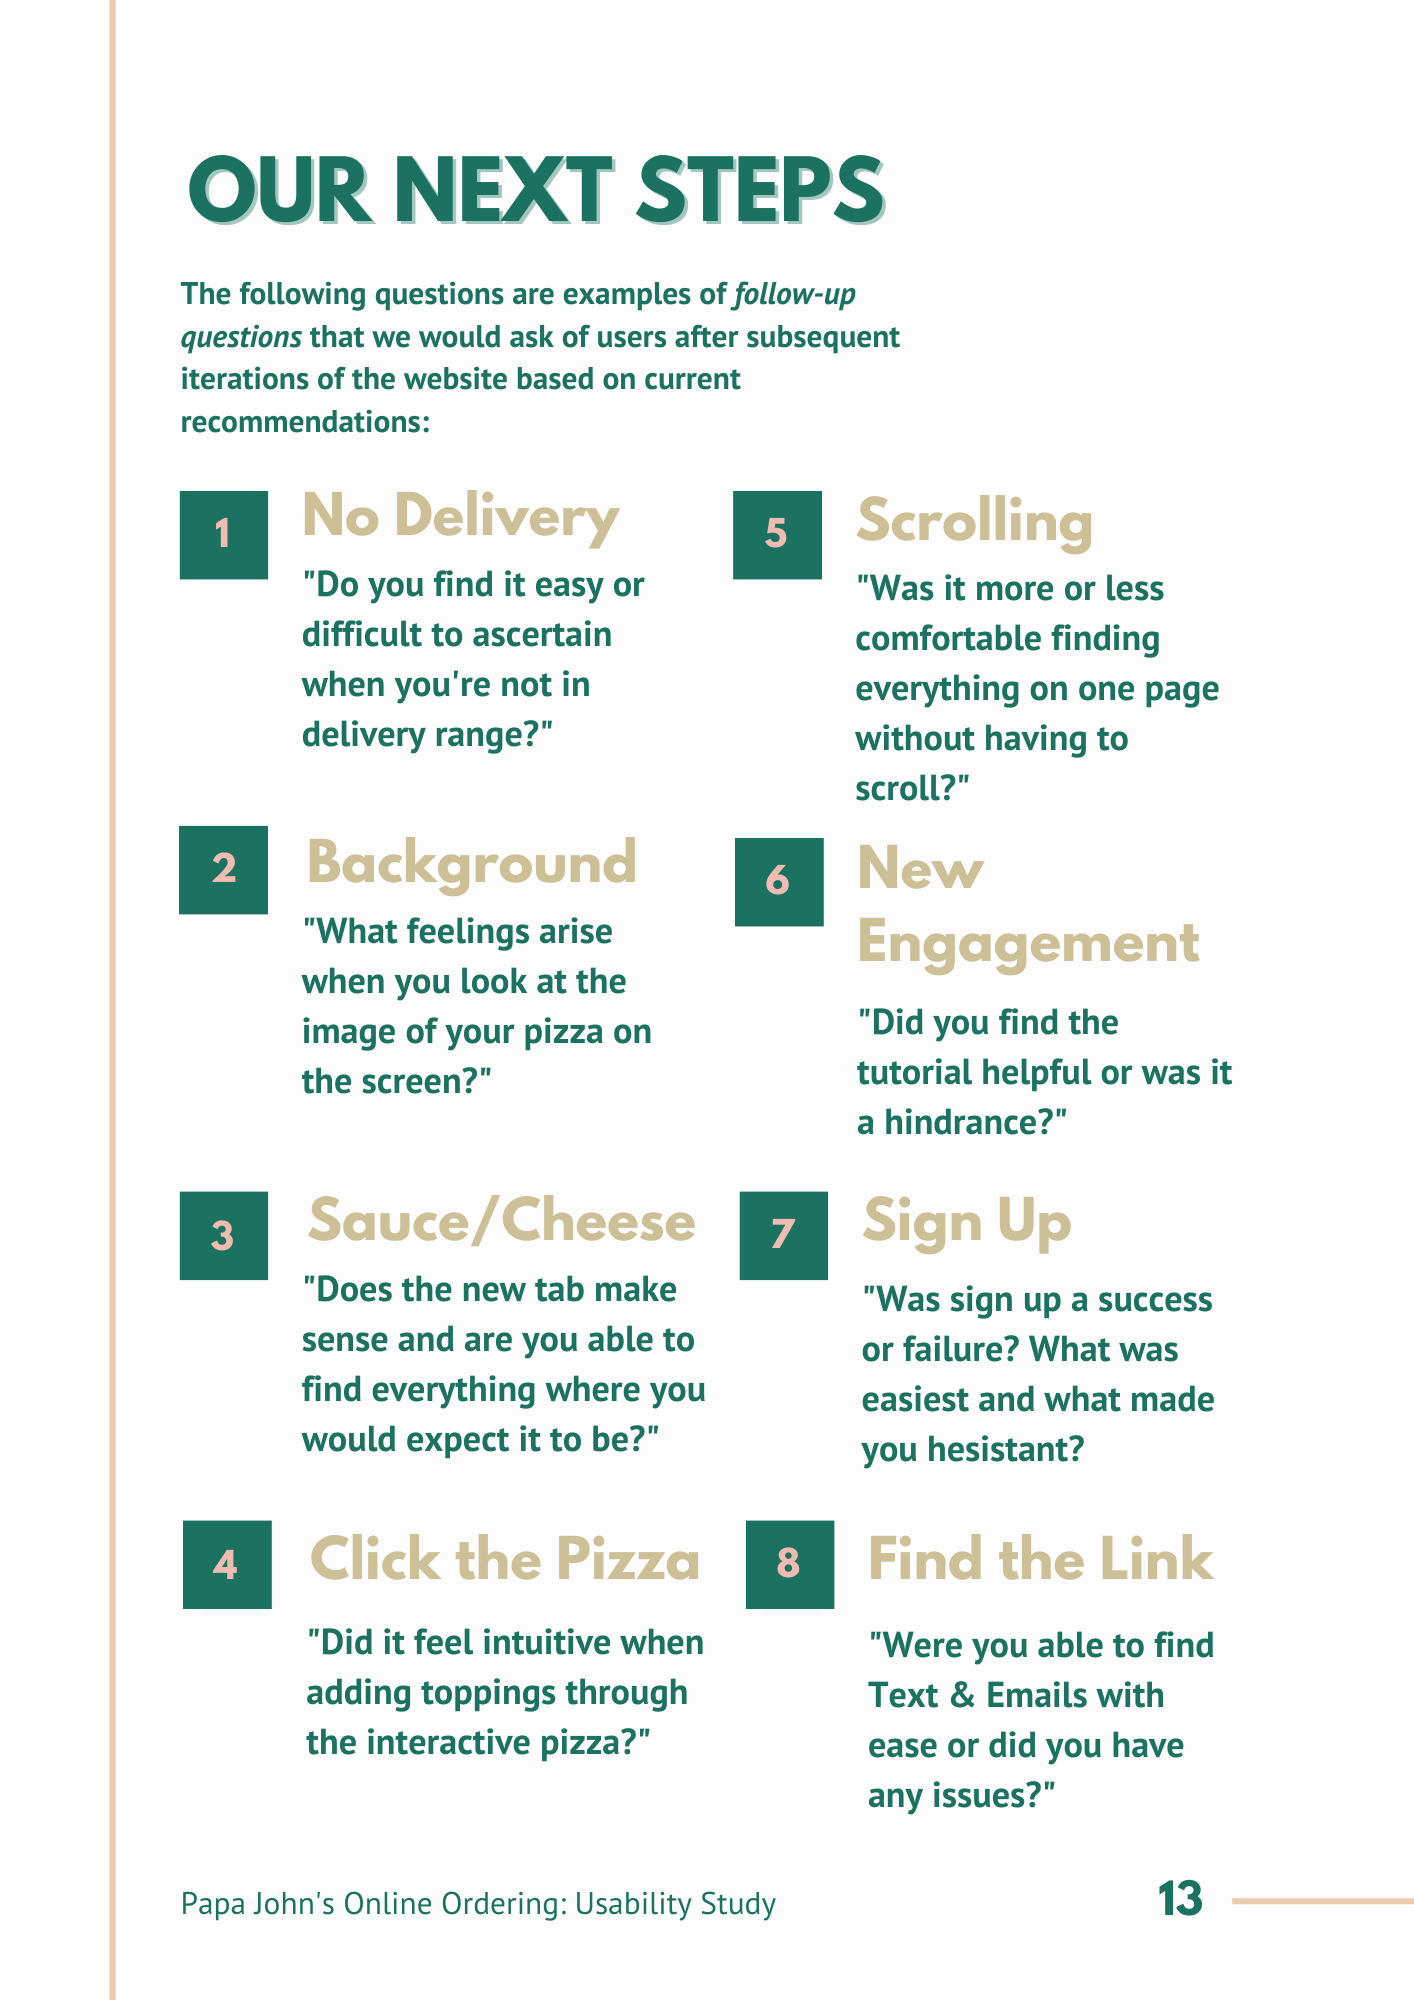 OUR NEXT STEPS
The following questions are examples of follow-up
questions that we would ask of users after subsequent
iterations of the website based on current
recommendations:
1
No Delivery
"Do you find it easy or
difficult to ascertain
when you're not in
delivery range?"
2
Background
"What feelings arise
when you look at the
image of your pizza on
the screen?"
3
Sauce/Cheese
"Does the new tab make
sense and are you able to
find everything where you
would expect it to be?"
4
Click the Pizza
"Did it feel intuitive when
adding toppings through
the interactive pizza?"
5
Scrolling
"Was it more or less
comfortable finding
everything on one page
without having to
scroll?"
6
New
Engagement
"Did you find the
tutorial helpful or was it
a hindrance?"
7
Sign Up
"Was sign up a success
or failure? What was
easiest and what made
you hesistant?
8
Find the Link
"Were you able to find
Text & Emails with
ease or did you have
any issues?"
Papa John's Online Ordering: Usability Study
13